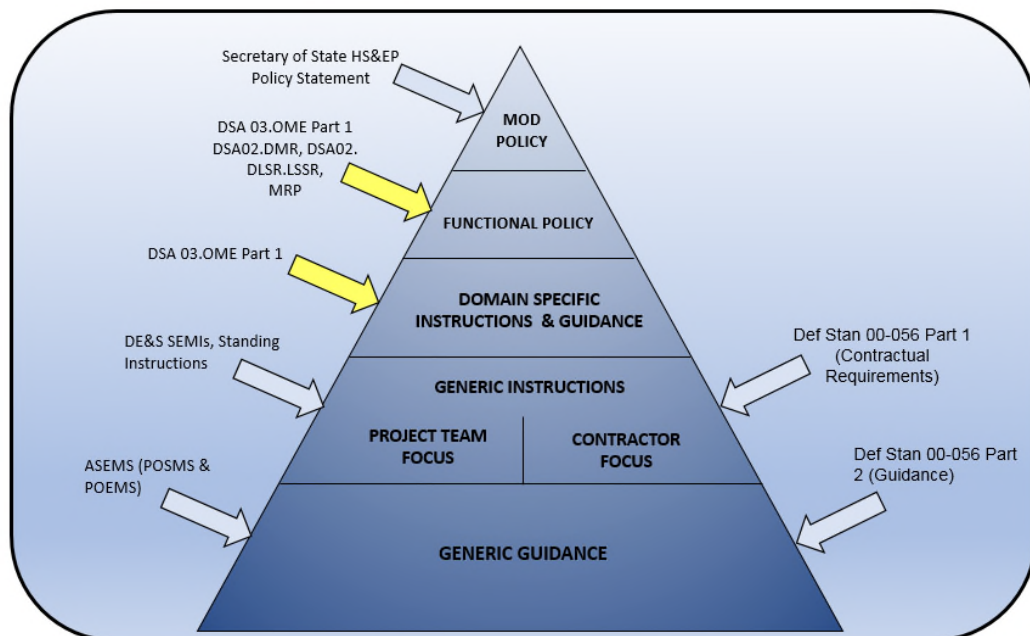 Secretary of State HS&EP
Policy Statement
MOD
POLICY
DSA 03.OME Part 1
DSA02.DMR, DSA02.
DLSR.LSSR,
MRP
FUNCTIONAL POLICY
DSA 03.OME Part 1
DOMAIN SPECIFIC
INSTRUCTIONS & GUIDANCE
DE&S SEMIs, Standing
Instructions
Def Stan 00-056 Part 1
(Contractual
Requirements)
GENERIC INSTRUCTIONS
PROJECT TEAM
FOCUS
CONTRACTOR
FOCUS
ASEMS (POSMS &
POEMS)
Def Stan 00-056 Part
2 (Guidance)
GENERIC GUIDANCE